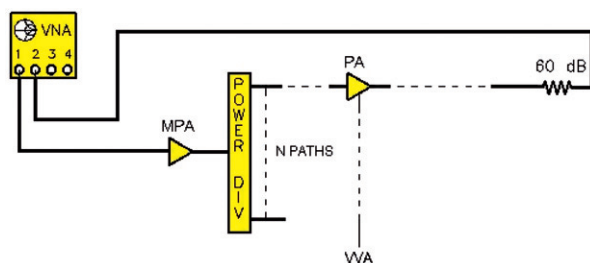 VNA
1 2 3 4
PA
60 dB
MPA
POWER DIV
N PATHS
VVA